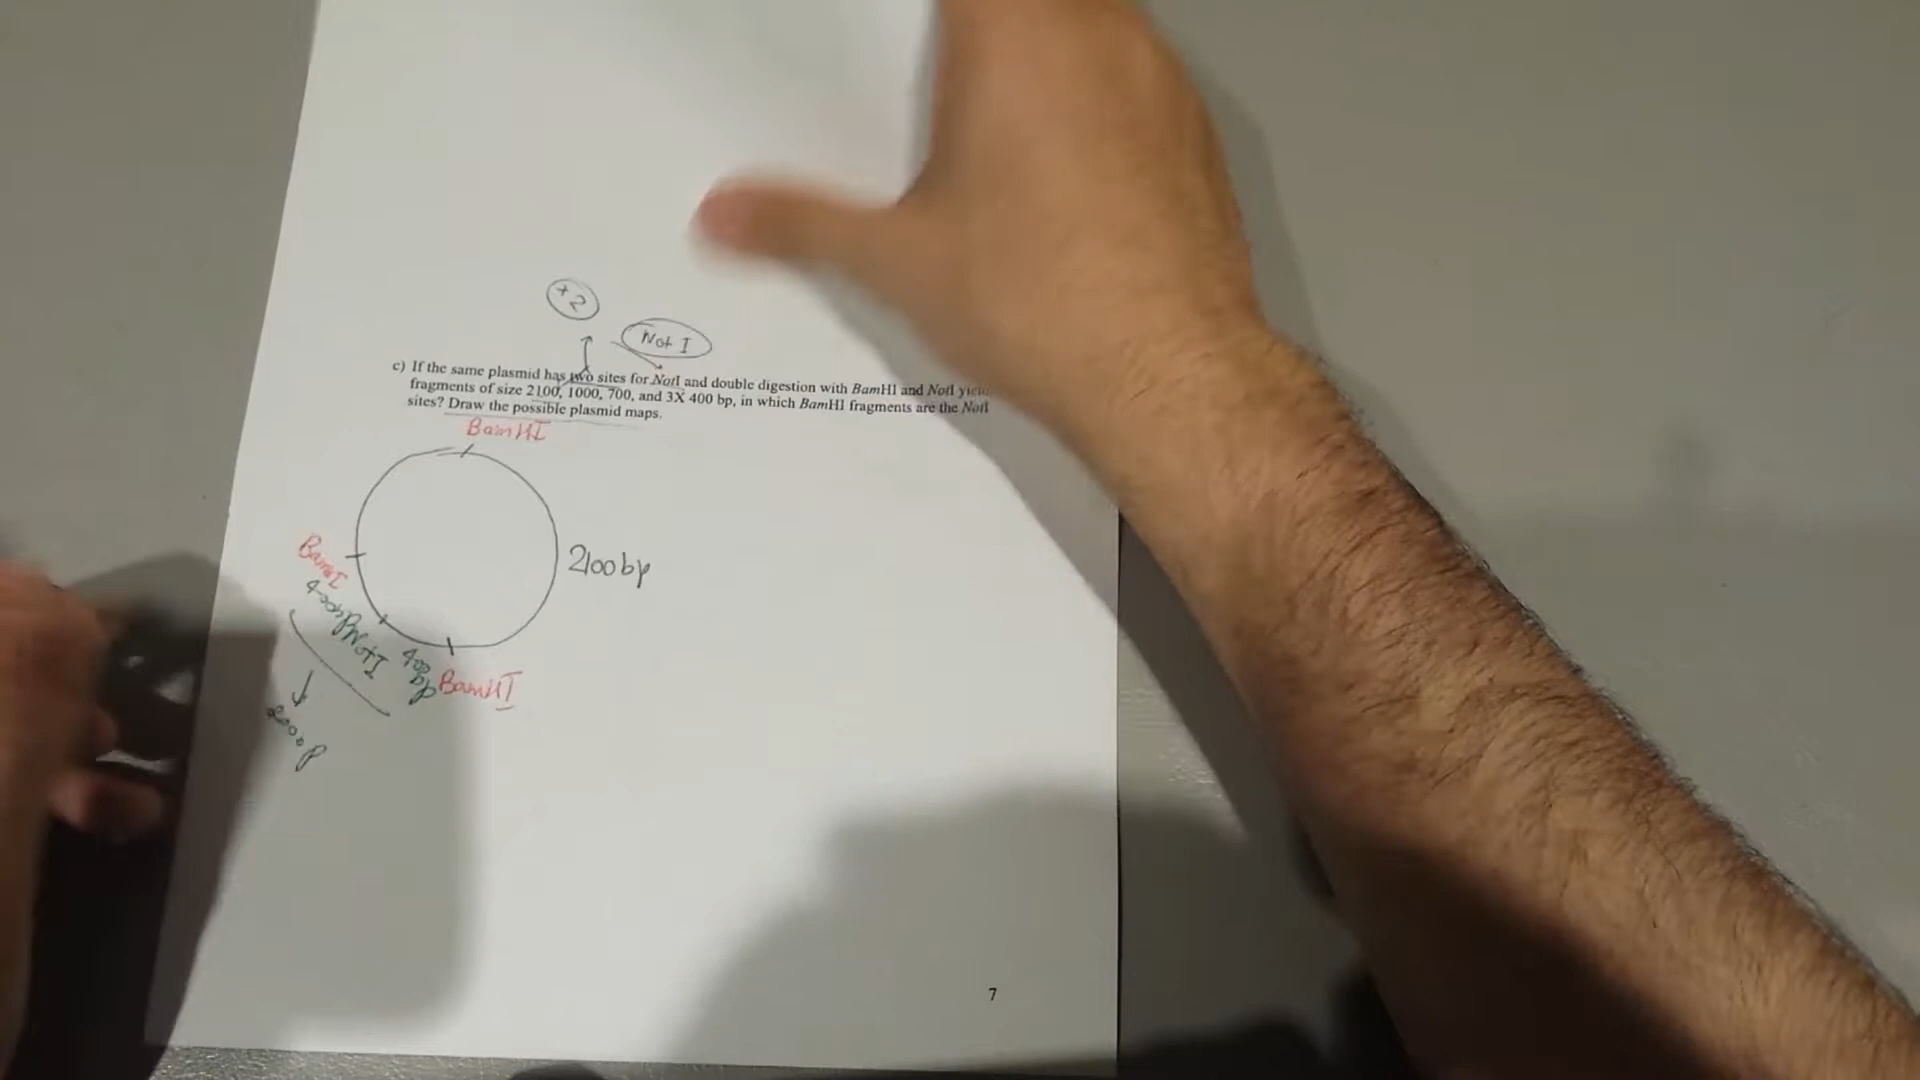 +2
Not I
c) If the same plasmid has two sites for NotI and double digestion with BamHI and NotI
fragments of size 2100, 1000, 700, and 3X 400 bp, in which BamHI fragments are the NotI
sites? Draw the possible plasmid maps.
BamHI
BamHI
2100bp
400bp
NotI
400bp
BamHI
7